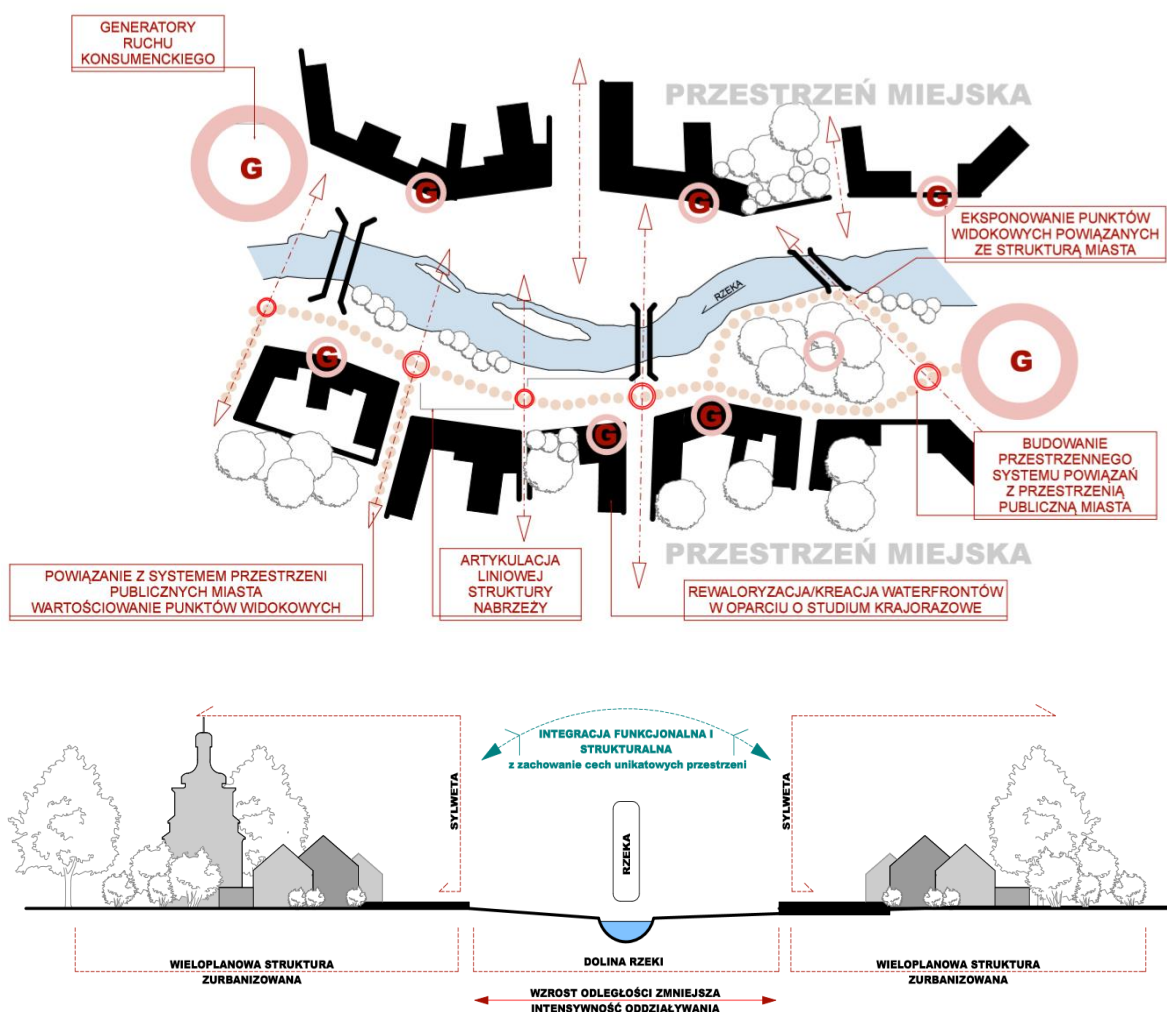 GENERATORY
RUCHU
KONSUMENCKIEGO
PRZESTRZEŃ MIEJSKA
G
G
G
G
EKSPONOWANIE PUNKTÓW
WIDOKOWYCH POWIĄZANYCH
ZE STRUKTURĄ MIASTA
RZEKA
G
G
G
G
BUDOWANIE
PRZESTRZENNEGO
SYSTEMU POWIĄZAŃ
Z PRZESTRZENIĄ
PUBLICZNĄ MIASTA
PRZESTRZEŃ MIEJSKA
POWIĄZANIE Z SYSTEMEM PRZESTRZENI
PUBLICZNYCH MIASTA
WARTOŚCIOWANIE PUNKTÓW WIDOKOWYCH
ARTYKULACJA
LINIOWEJ
STRUKTURY
NABRZEŻY
REWALORYZACJA/KREACJA WATERFRONTÓW
W OPARCIU O STUDIUM KRAJORAZOWE
INTEGRACJA FUNKCJONALNA I
STRUKTURALNA
z zachowanie cech unikatowych przestrzeni
SYLWETA
RZEKA
SYLWETA
WIELOPLANOWA STRUKTURA
ZURBANIZOWANA
DOLINA RZEKI
WIELOPLANOWA STRUKTURA
ZURBANIZOWANA
WZROST ODLEGŁOŚCI ZMNIEJSZA
INTENSYWNOŚĆ ODDZIAŁYWANIA